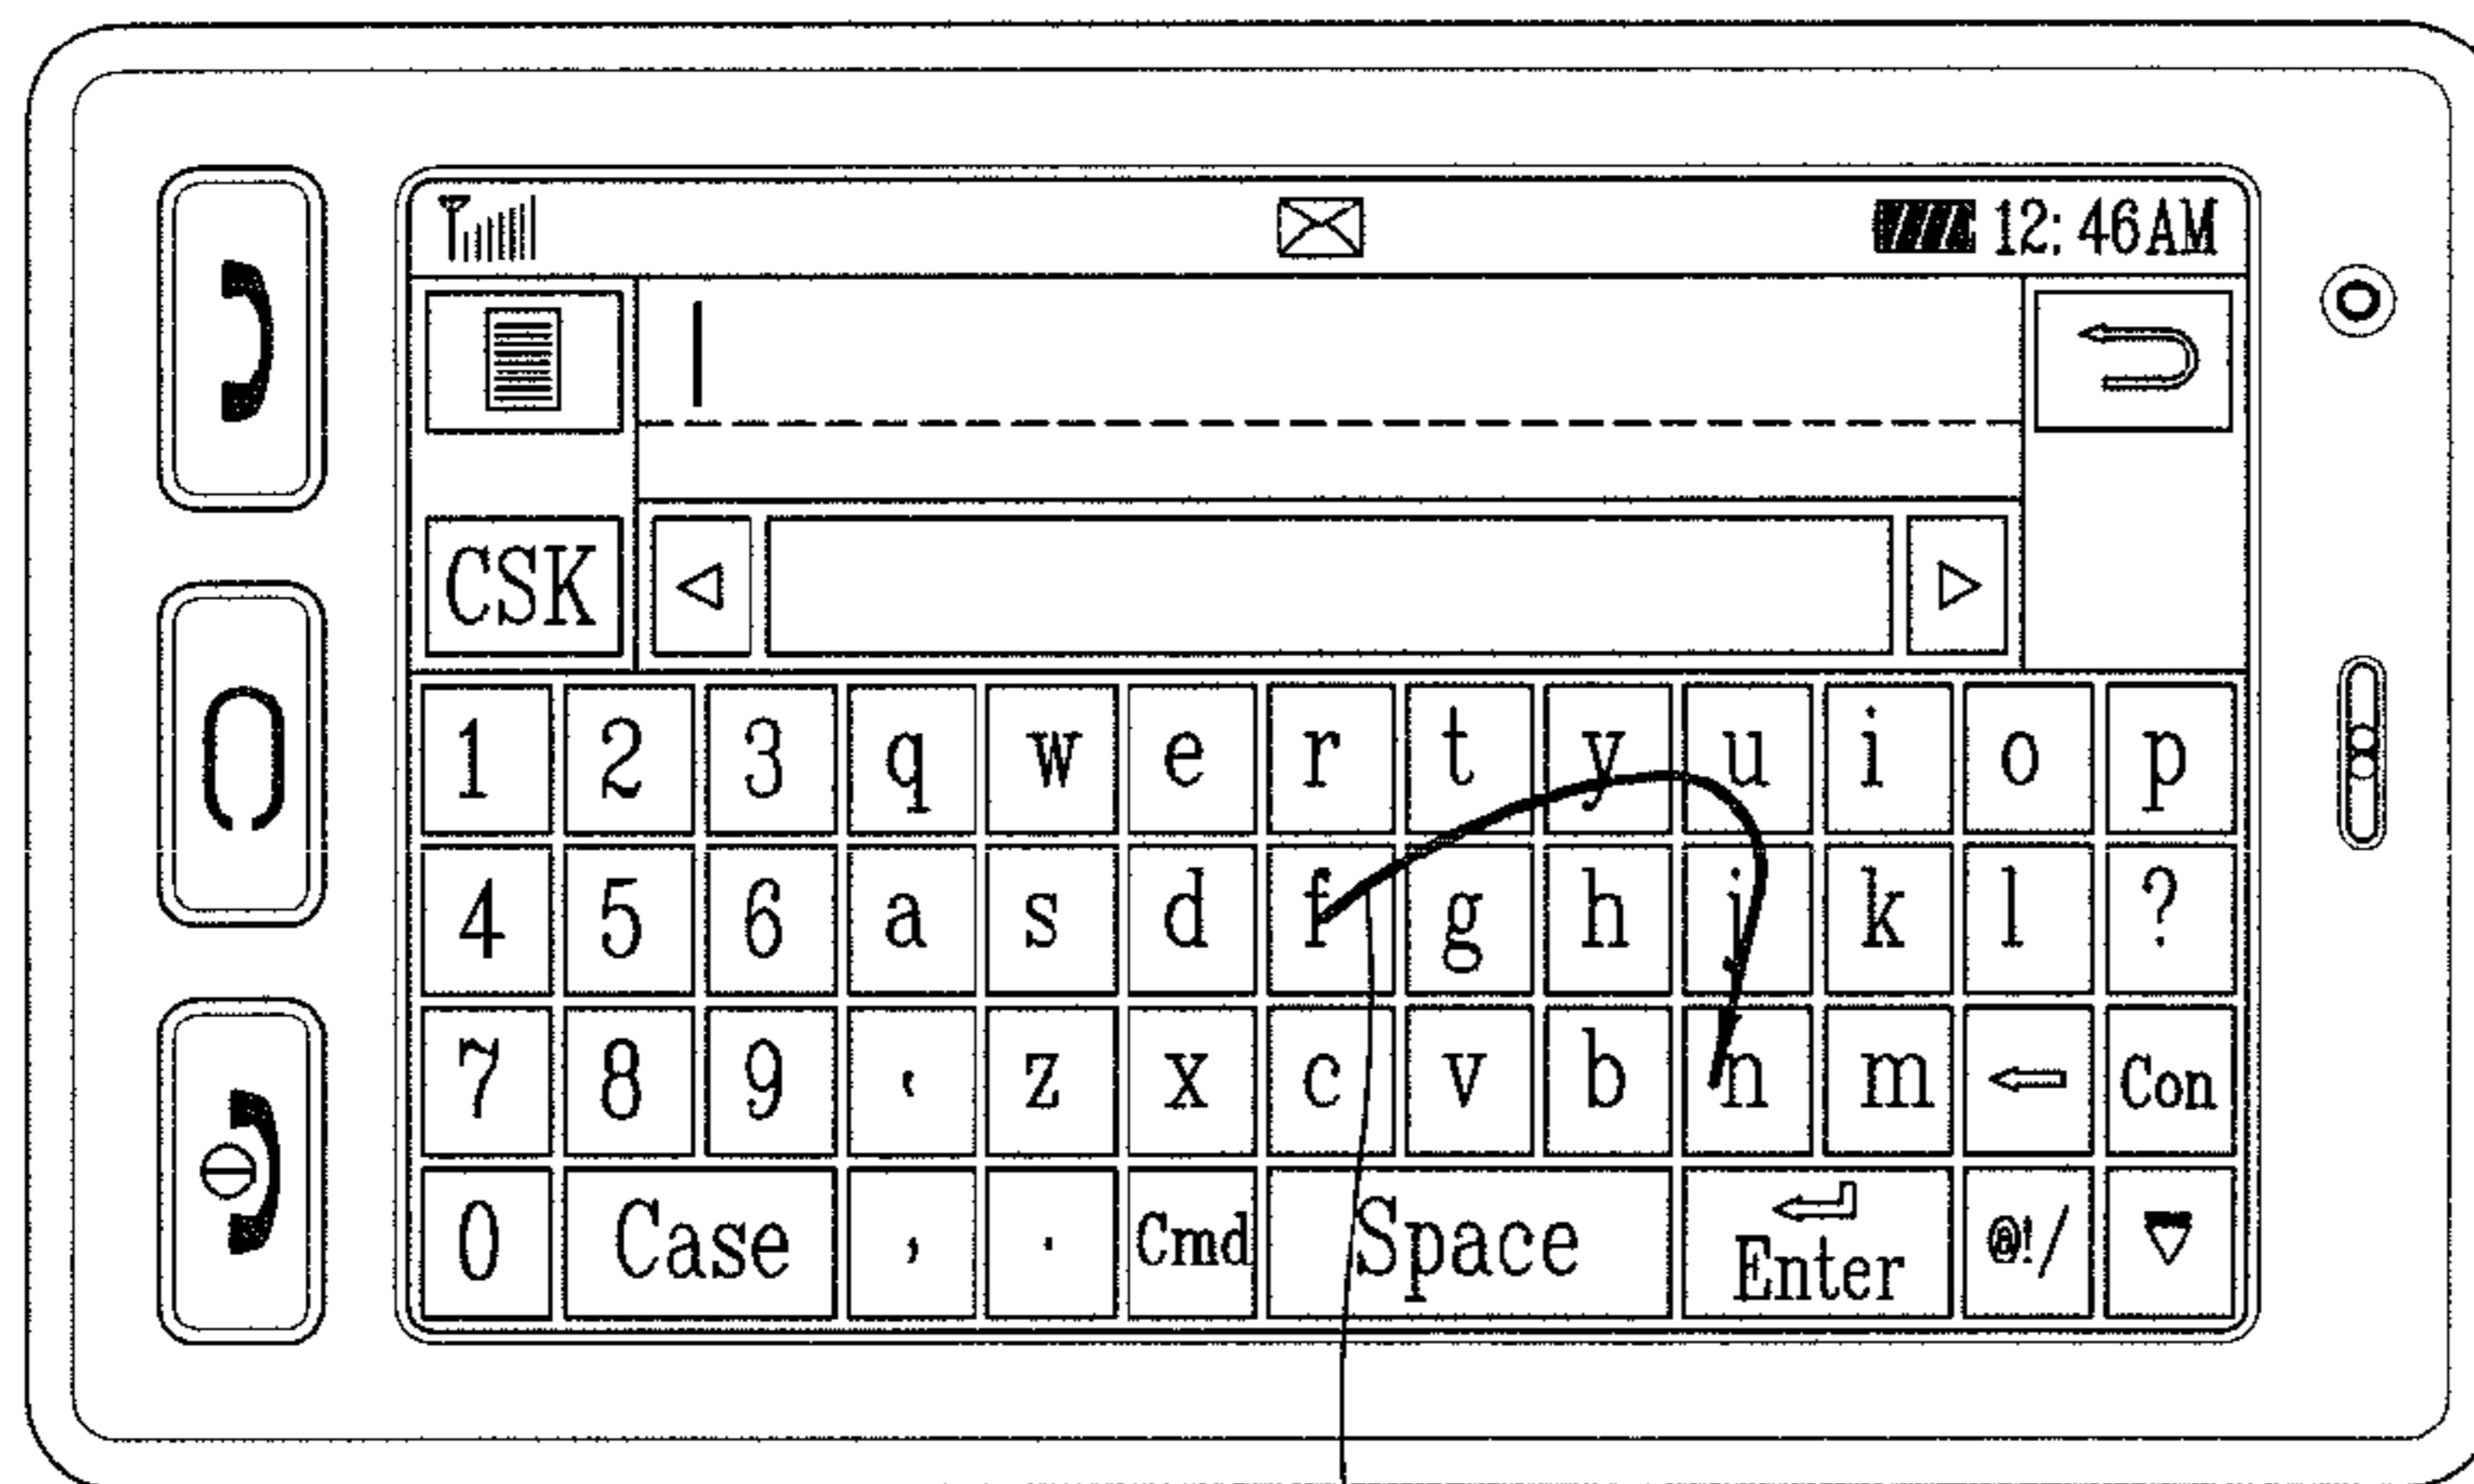 12:46AM
CSK
1 2 3 q w e r t y u i o p
4 5 6 a s d f g h j k l ?
7 8 9 ‘ z x c v b n m ⇦ Con
0 Case , . Cmd Space Enter @!/